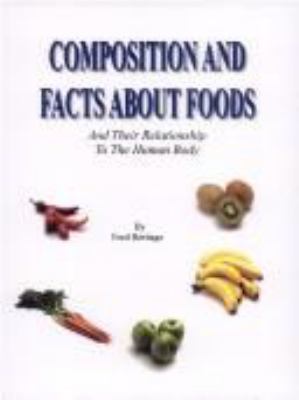 COMPOSITION AND
FACTS ABOUT FOODS
And Their Relationship
To The Human Body
By
Ford Heritage